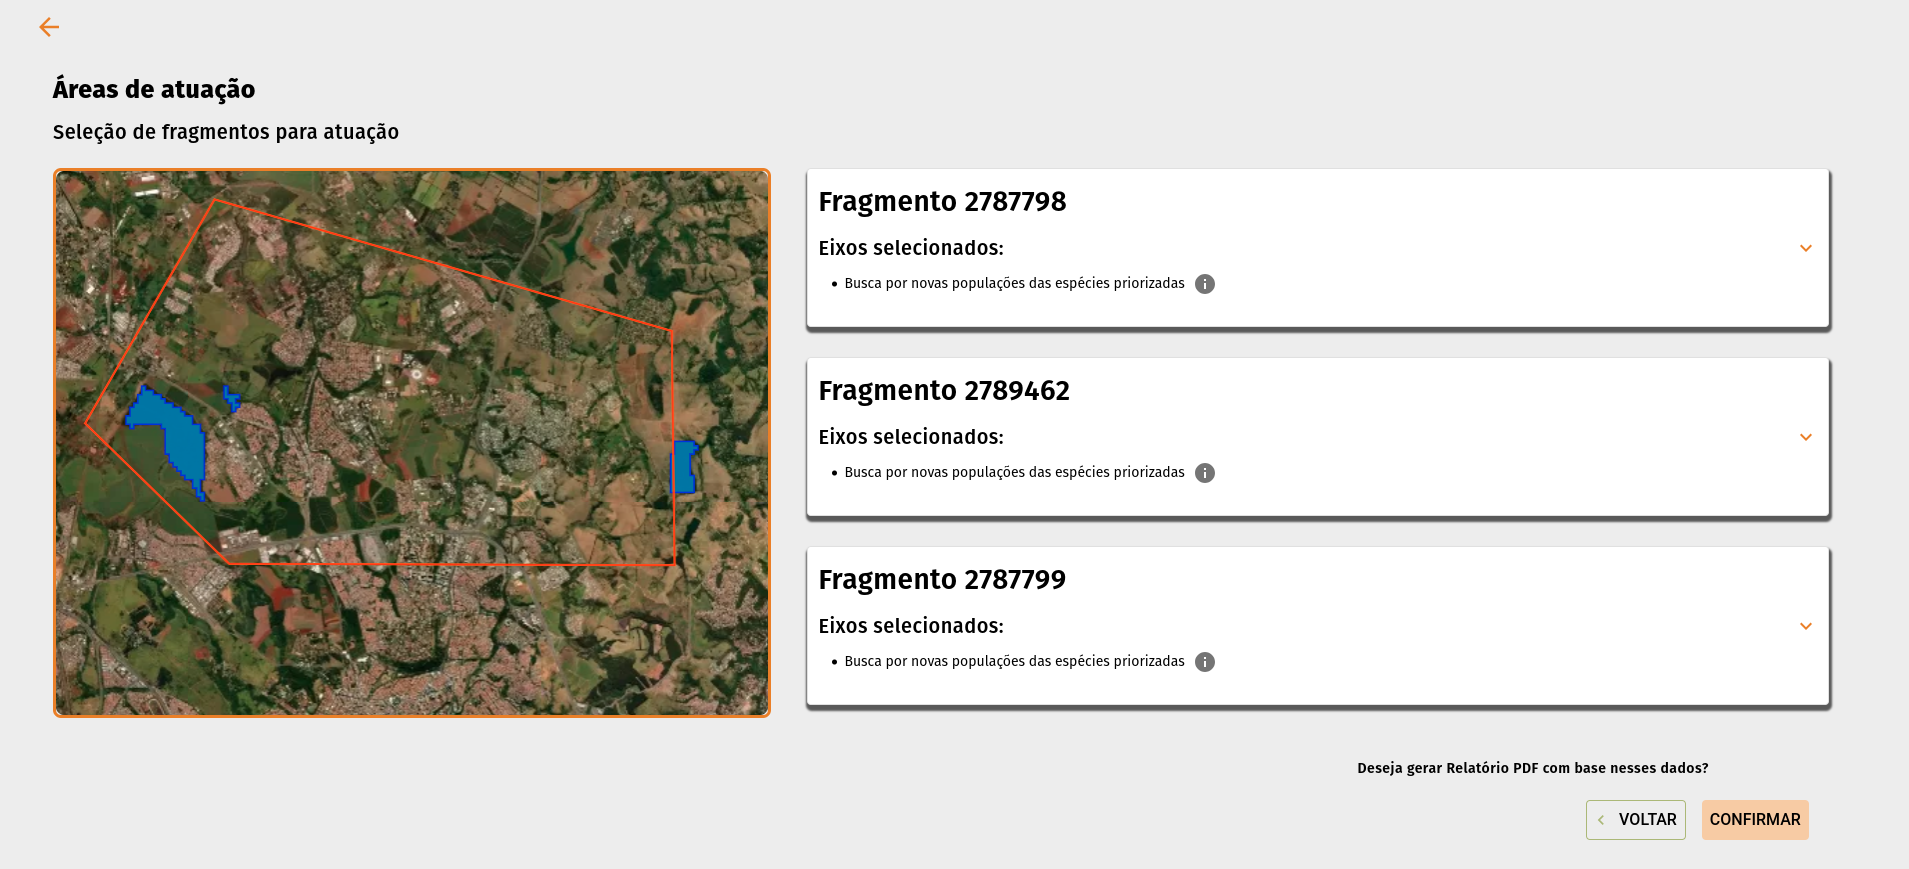 Áreas de atuação
Seleção de fragmentos para atuação
Fragmento 2787798
Eixos selecionados:
• Busca por novas populações das espécies priorizadas
Fragmento 2789462
Eixos selecionados:
• Busca por novas populações das espécies priorizadas
Fragmento 2787799
Eixos selecionados:
• Busca por novas populações das espécies priorizadas
Deseja gerar Relatório PDF com base nesses dados?
VOLTAR
CONFIRMAR